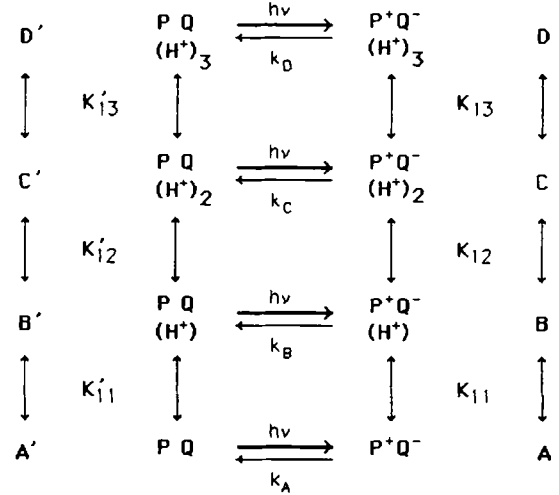 hν
D′ P Q P⁺Q⁻ D
(H⁺)₃ k_D (H⁺)₃
K′₁₃ K₁₃
hν
C′ P Q P⁺Q⁻ C
(H⁺)₂ k_C (H⁺)₂
K′₁₂ K₁₂
hν
B′ P Q P⁺Q⁻ B
(H⁺) k_B (H⁺)
K′₁₁ K₁₁
hν
A′ P Q P⁺Q⁻ A
k_A